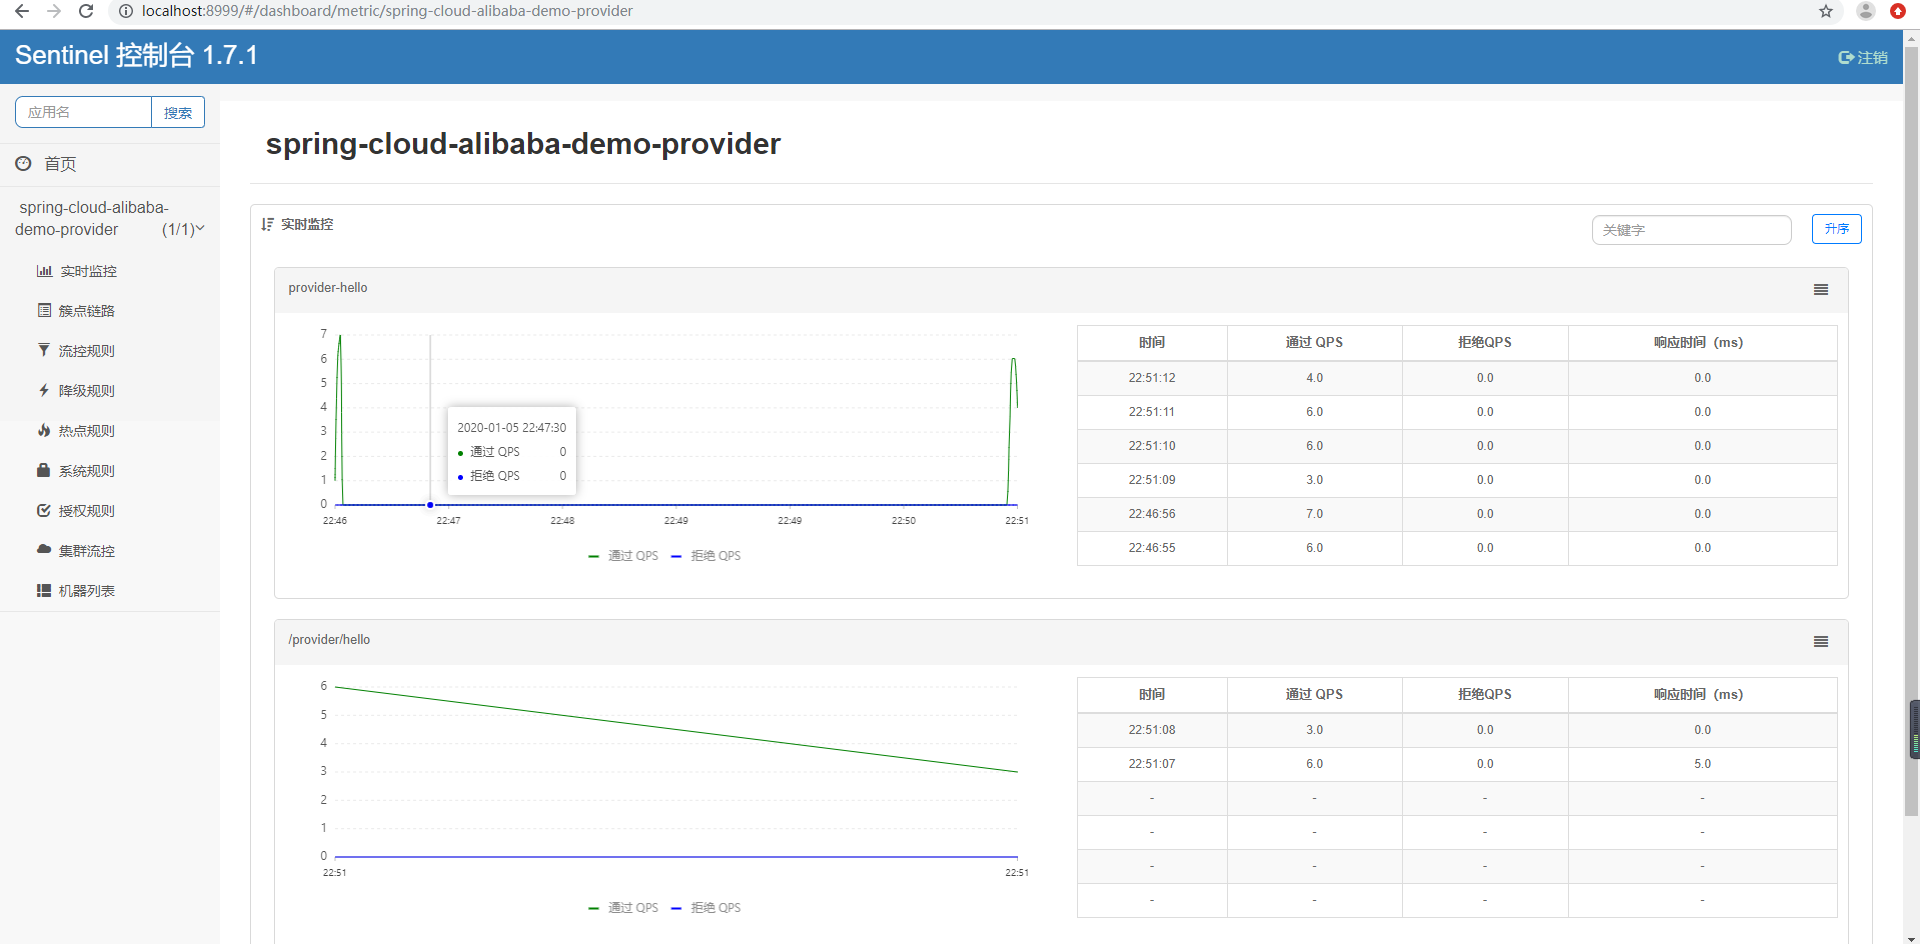 localhost:8999/#/dashboard/metric/spring-cloud-alibaba-demo-provider
Sentinel 控制台 1.7.1
注销
应用名
搜索
首页
spring-cloud-alibaba-
demo-provider (1/1)
实时监控
簇点链路
流控规则
降级规则
热点规则
系统规则
授权规则
集群流控
机器列表
spring-cloud-alibaba-demo-provider
实时监控
关键字
升序
provider-hello
7
6
5
4
3
2
1
0
22:46 22:47 22:48 22:49 22:49 22:50 22:51
2020-01-05 22:47:30
通过 QPS 0
拒绝 QPS 0
通过 QPS 拒绝 QPS
时间 通过 QPS 拒绝QPS 响应时间（ms）
22:51:12 4.0 0.0 0.0
22:51:11 6.0 0.0 0.0
22:51:10 6.0 0.0 0.0
22:51:09 3.0 0.0 0.0
22:46:56 7.0 0.0 0.0
22:46:55 6.0 0.0 0.0
/provider/hello
6
5
4
3
2
1
0
22:51 22:51
通过 QPS 拒绝 QPS
时间 通过 QPS 拒绝QPS 响应时间（ms）
22:51:08 3.0 0.0 0.0
22:51:07 6.0 0.0 5.0
- - - -
- - - -
- - - -
- - - -